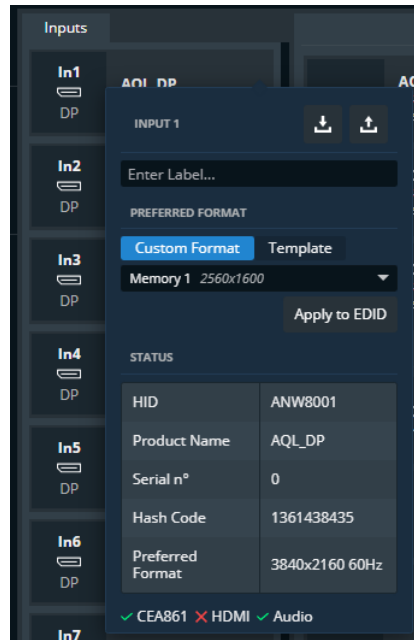 Inputs
In1
DP
AQL_DP
INPUT 1
In2
DP
Enter Label...
PREFERRED FORMAT
Custom Format Template
In3
DP
Memory 1 2560x1600
Apply to EDID
In4
DP
STATUS
HID ANW8001
Product Name AQL_DP
In5
DP
Serial n° 0
Hash Code 1361438435
In6
DP
Preferred
Format
3840x2160 60Hz
CEA861 HDMI Audio
In7